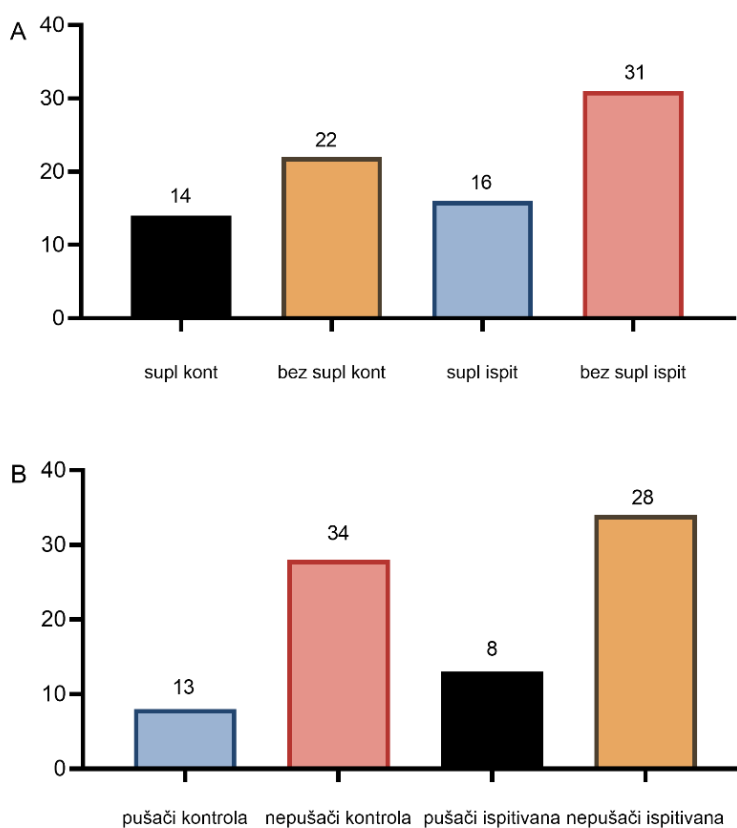 A
40
30
20
10
0
14
22
16
31
supl kont
bez supl kont
supl ispit
bez supl ispit
B
40
30
20
10
0
13
34
8
28
pušači kontrola
nepušači kontrola
pušači ispitivana
nepušači ispitivana